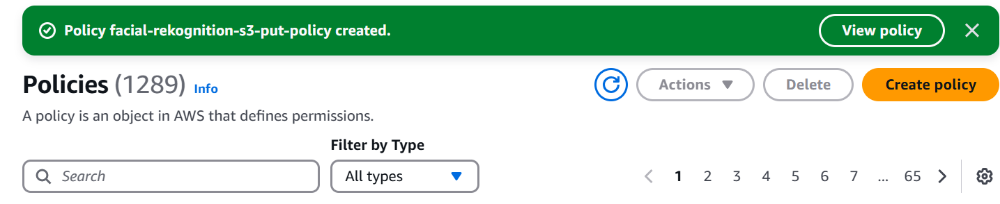 Policy facial-rekognition-s3-put-policy created.
View policy
Policies (1289) Info
Actions
Delete
Create policy
A policy is an object in AWS that defines permissions.
Filter by Type
Search
All types
1 2 3 4 5 6 7 ... 65